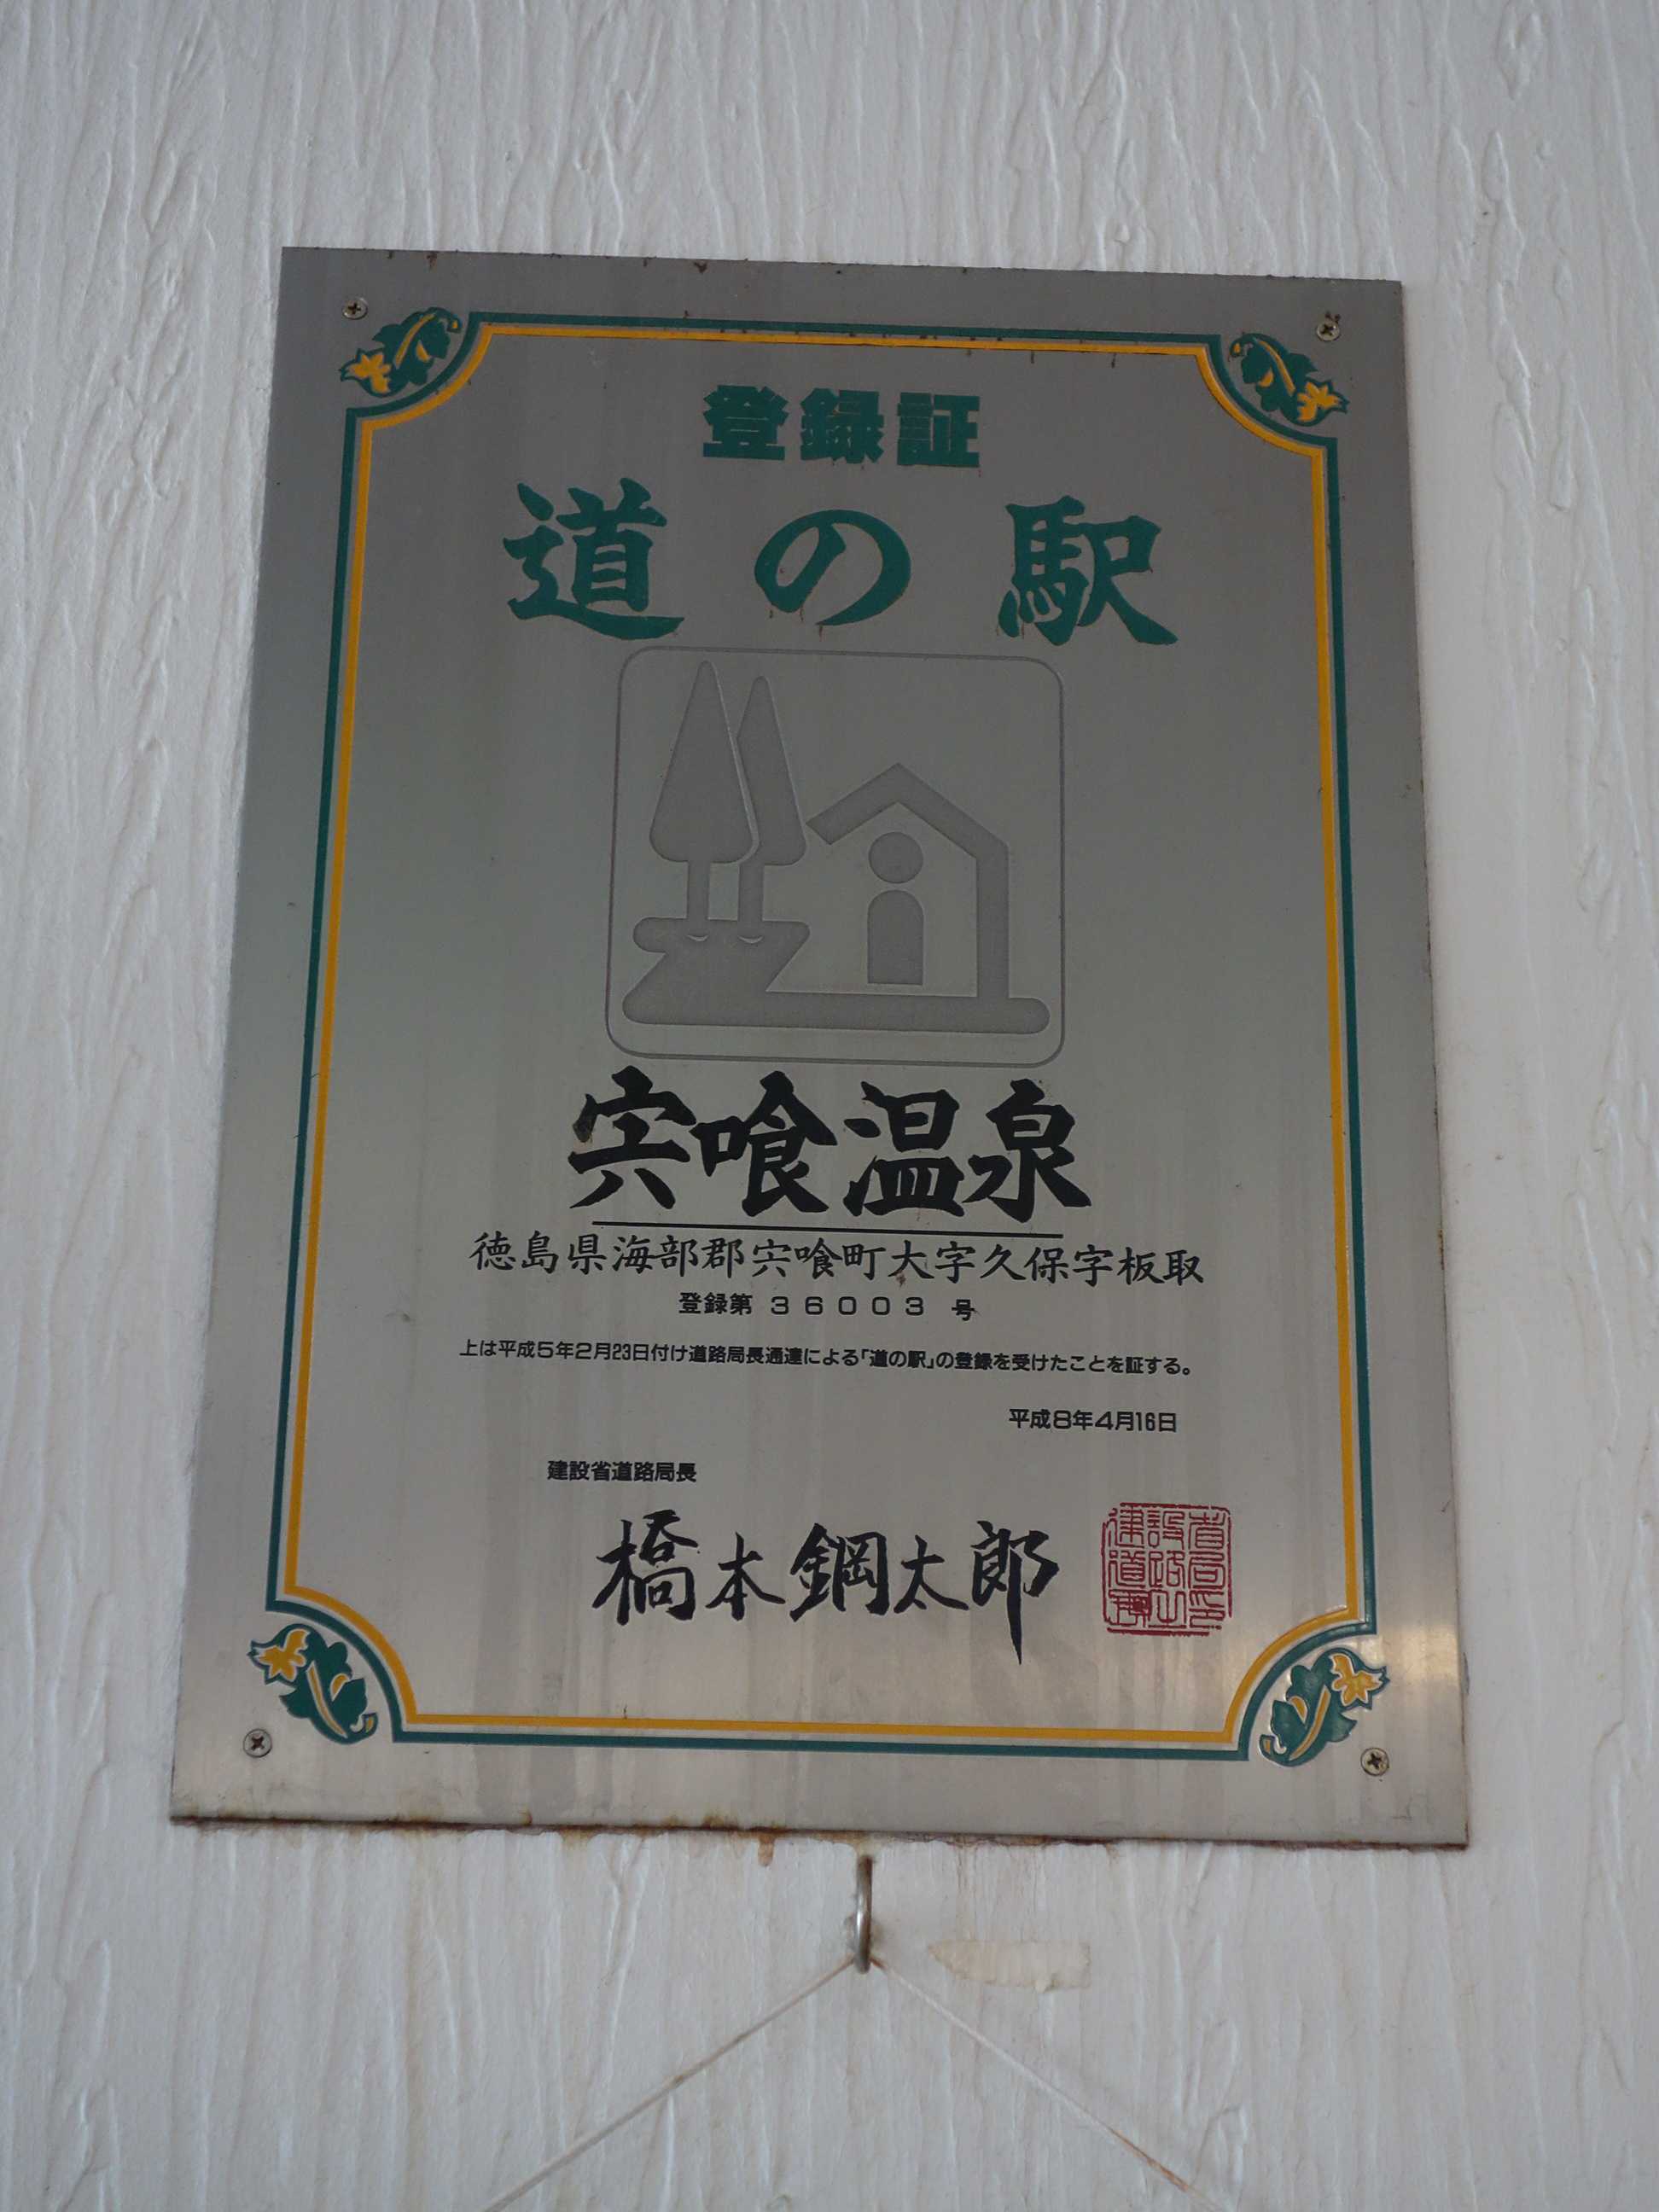 登録証
道の駅
宍喰温泉
徳島県海部郡宍喰町大字久保字板取
登録第 36003 号
上は平成5年2月23日付け道路局長通達による「道の駅」の登録を受けたことを証する。
平成8年4月16日
建設省道路局長
橋本鋼太郎